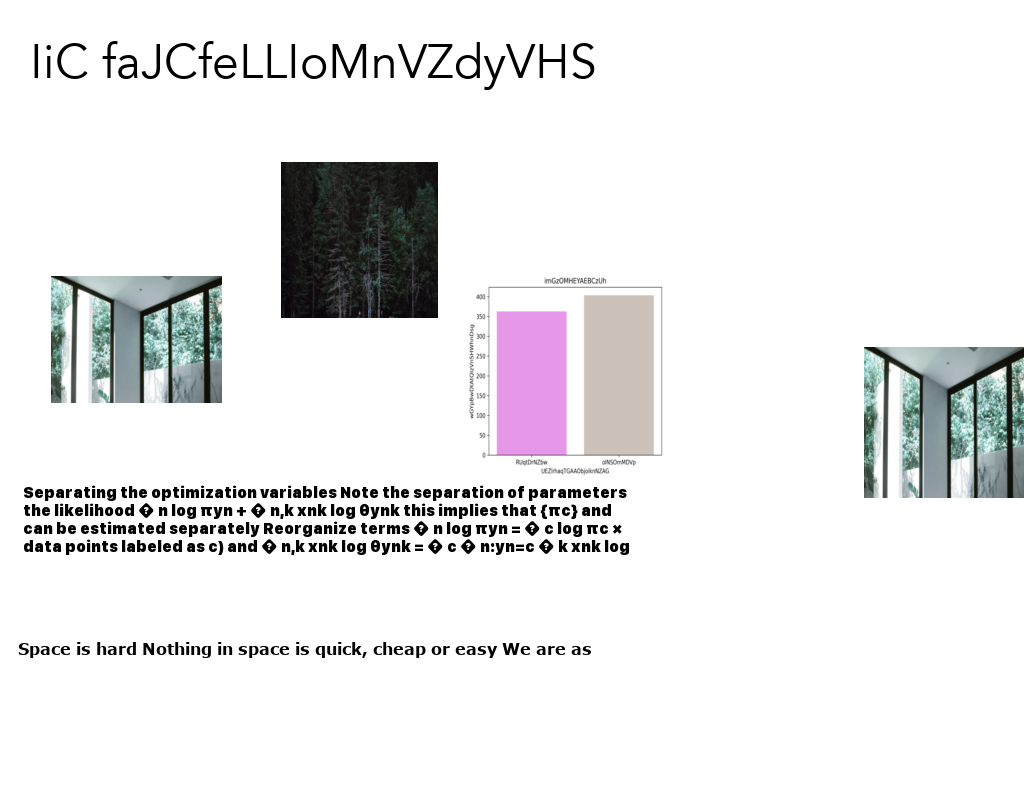 IiC faJCfeLLIoMnVZdyVHS
imGzOMHEYAEBCzUh
400
350
300
250
200
150
100
50
0
RUqtDrNZbw
oINSOmMDVp
Separating the optimization variables Note the separation of parameters
the likelihood � n log πyn + � n,k xnk log θynk this implies that {πc} and
can be estimated separately Reorganize terms � n log πyn = � c log πc ×
data points labeled as c) and � n,k xnk log θynk = � c � n:yn=c � k xnk log
Space is hard Nothing in space is quick, cheap or easy We are as